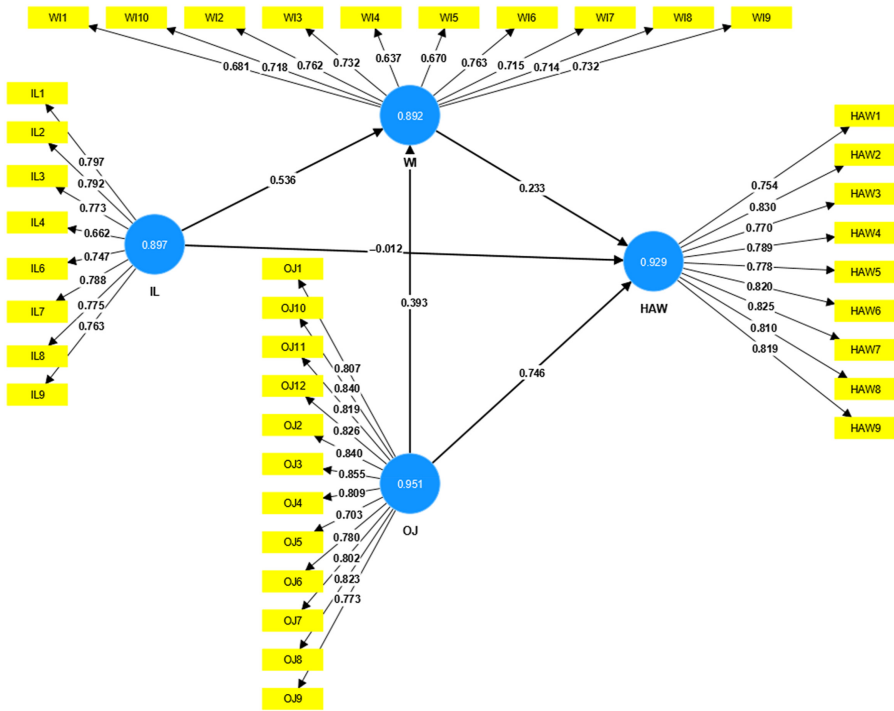 WI1 WI10 WI2 WI3 WI4 WI5 WI6 WI7 WI8 WI9
0.681 0.718 0.762 0.732 0.637 0.670 0.763 0.715 0.714 0.732
0.892
WI
IL1
IL2
IL3
IL4
IL6
IL7
IL8
IL9
0.797
0.792
0.773
0.662
0.747
0.788
0.775
0.763
0.897
IL
0.536
0.233
−0.012
0.393
0.746
OJ1
OJ10
OJ11
OJ12
OJ2
OJ3
OJ4
OJ5
OJ6
OJ7
OJ8
OJ9
0.807
0.840
0.819
0.826
0.840
0.855
0.809
0.703
0.780
0.802
0.823
0.773
0.951
OJ
0.929
HAW
0.754
0.830
0.770
0.789
0.778
0.820
0.825
0.810
0.819
HAW1
HAW2
HAW3
HAW4
HAW5
HAW6
HAW7
HAW8
HAW9